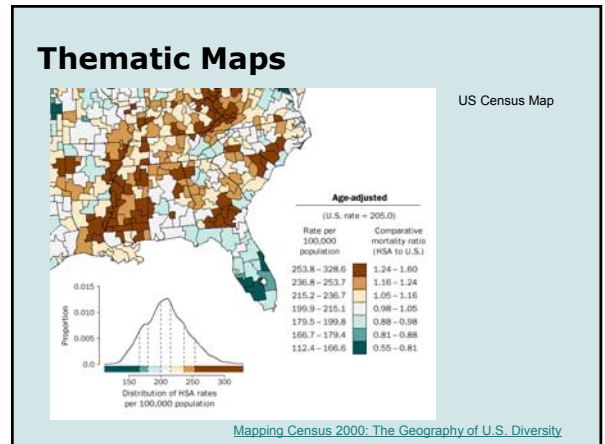 Thematic Maps
US Census Map
Age-adjusted
(U.S. rate = 205.0)
Rate per
100,000
population
Comparative
mortality ratio
(HSA to U.S.)
253.8 – 328.6 1.24 – 1.60
236.8 – 253.7 1.16 – 1.24
215.2 – 236.7 1.05 – 1.16
199.9 – 215.1 0.98 – 1.05
179.5 – 199.8 0.88 – 0.98
166.7 – 179.4 0.81 – 0.88
112.4 – 166.6 0.55 – 0.81
Proportion
0.015
0.010
0.005
0.0
150 200 250 300
Distribution of HSA rates
per 100,000 population
Mapping Census 2000: The Geography of U.S. Diversity